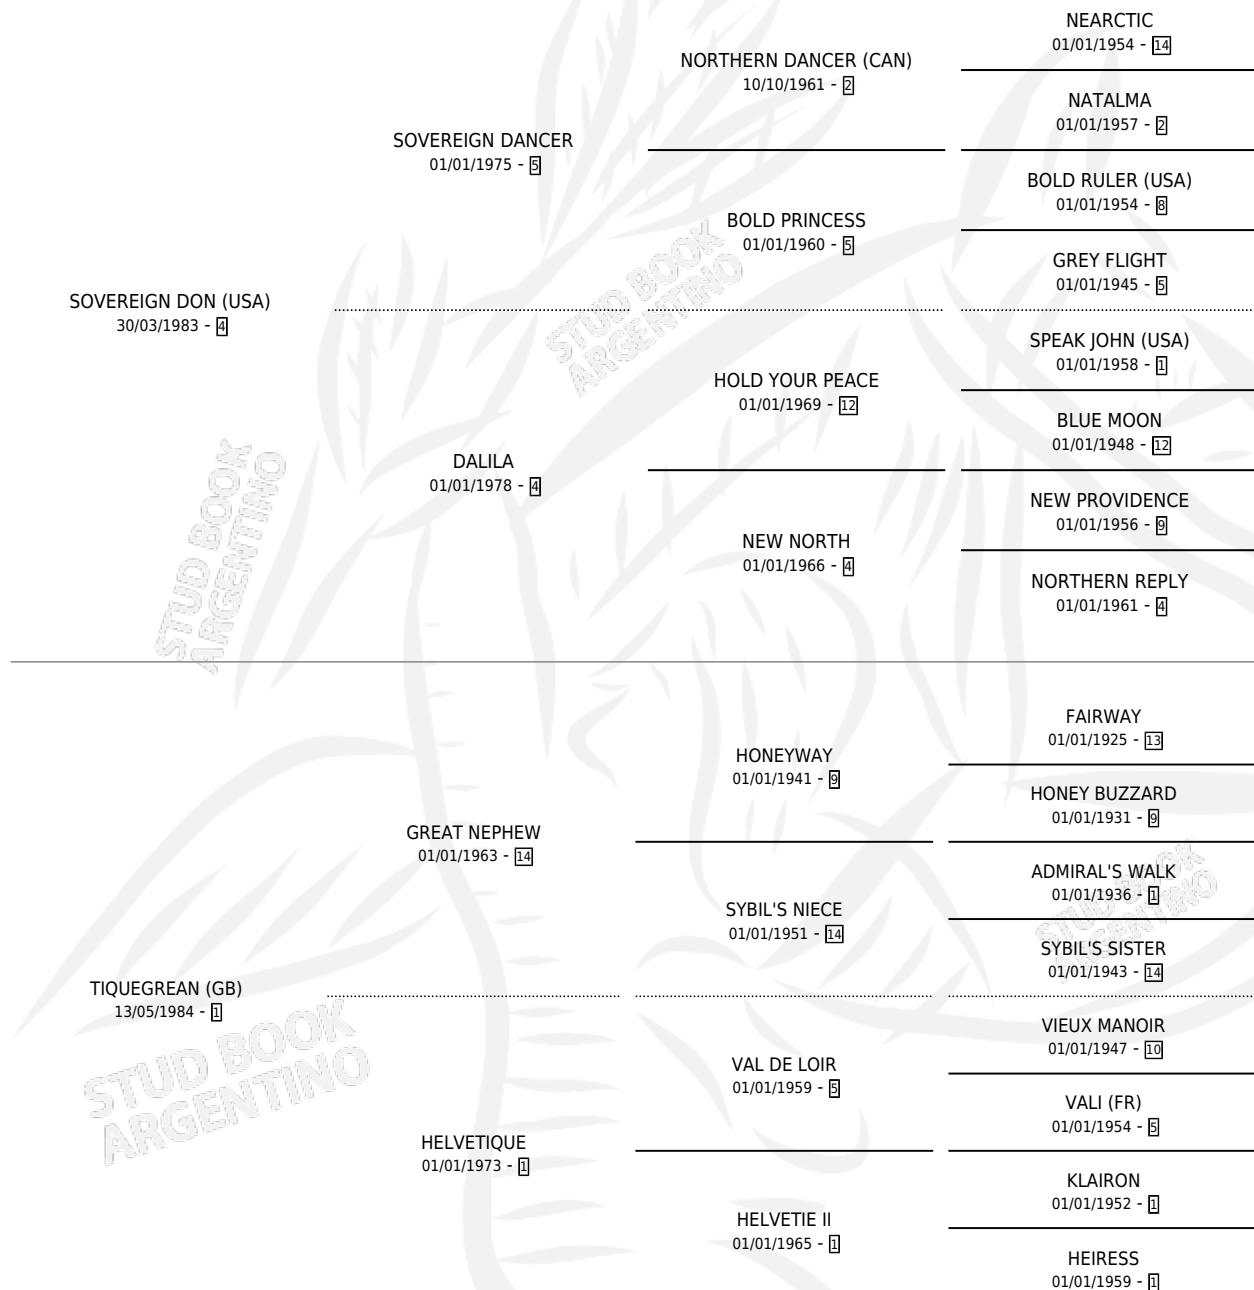 NEARCTIC
01/01/1954 - 14
NORTHERN DANCER (CAN)
10/10/1961 - 2
NATALMA
01/01/1957 - 2
SOVEREIGN DANCER
01/01/1975 - 5
BOLD RULER (USA)
01/01/1954 - 8
BOLD PRINCESS
01/01/1960 - 5
GREY FLIGHT
01/01/1945 - 5
SOVEREIGN DON (USA)
30/03/1983 - 4
SPEAK JOHN (USA)
01/01/1958 - 1
HOLD YOUR PEACE
01/01/1969 - 12
BLUE MOON
01/01/1948 - 12
DALILA
01/01/1978 - 4
NEW PROVIDENCE
01/01/1956 - 9
NEW NORTH
01/01/1966 - 4
NORTHERN REPLY
01/01/1961 - 4
FAIRWAY
01/01/1925 - 13
HONEYWAY
01/01/1941 - 9
HONEY BUZZARD
01/01/1931 - 9
GREAT NEPHEW
01/01/1963 - 14
ADMIRAL'S WALK
01/01/1936 - 1
SYBIL'S NIECE
01/01/1951 - 14
SYBIL'S SISTER
01/01/1943 - 14
TIQUEGREAN (GB)
13/05/1984 - 1
VIEUX MANOIR
01/01/1947 - 10
VAL DE LOIR
01/01/1959 - 5
VALI (FR)
01/01/1954 - 5
HELVETIQUE
01/01/1973 - 1
KLAIRON
01/01/1952 - 1
HELVETIE II
01/01/1965 - 1
HEIRESS
01/01/1959 - 1
STUD BOOK
ARGENTINO
STUD BOOK
ARGENTINO
STUD BOOK
ARGENTINO
STUD BOOK
ARGENTINO